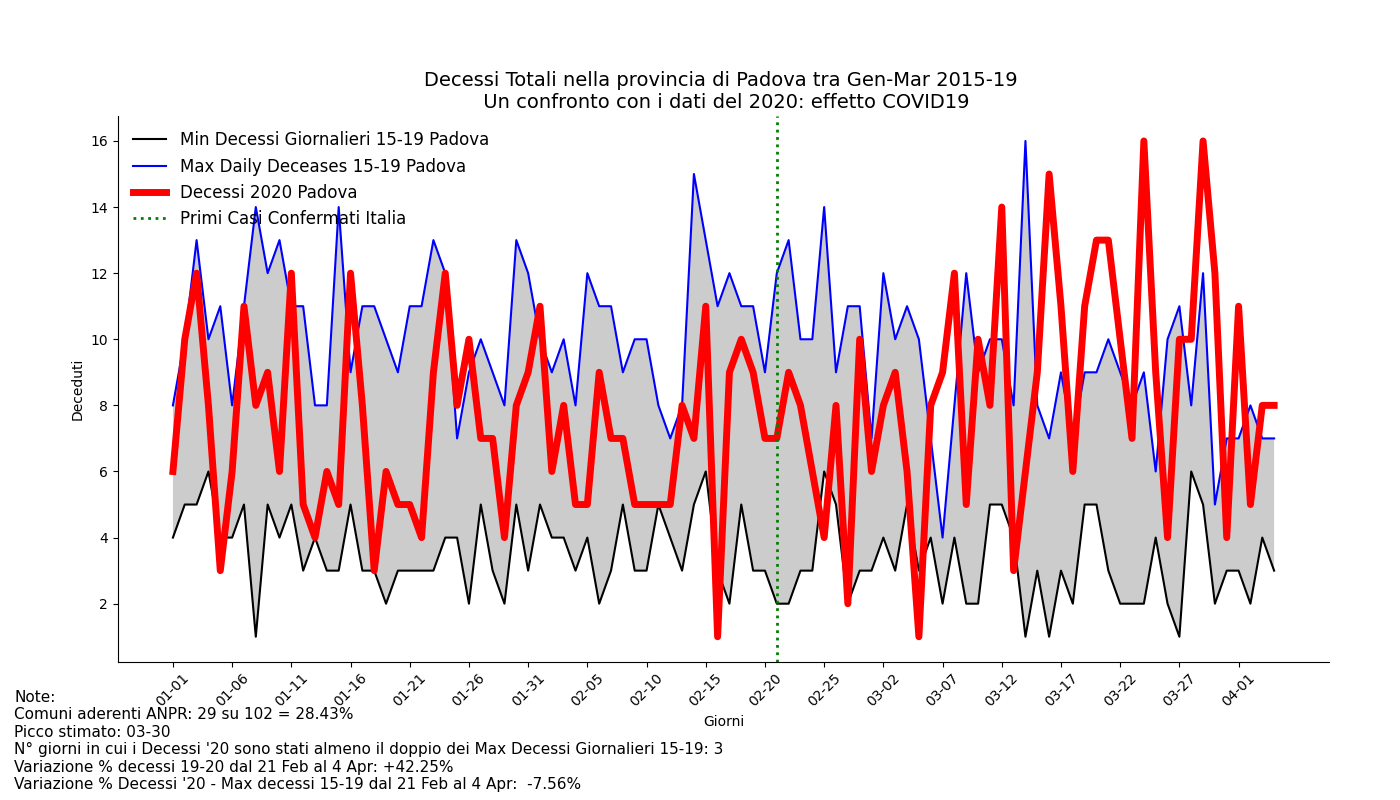 Decessi Totali nella provincia di Padova tra Gen-Mar 2015-19
Un confronto con i dati del 2020: effetto COVID19
Min Decessi Giornalieri 15-19 Padova
Max Daily Deceases 15-19 Padova
Decessi 2020 Padova
Primi Casi Confermati Italia
Deceduti
16
14
12
10
8
6
4
2
01-01
01-06
01-11
01-16
01-21
01-26
01-31
02-05
02-10
02-15
02-20
02-25
03-02
03-07
03-12
03-17
03-22
03-27
04-01
Giorni
Note:
Comuni aderenti ANPR: 29 su 102 = 28.43%
Picco stimato: 03-30
N° giorni in cui i Decessi '20 sono stati almeno il doppio dei Max Decessi Giornalieri 15-19: 3
Variazione % decessi 19-20 dal 21 Feb al 4 Apr: +42.25%
Variazione % Decessi '20 - Max decessi 15-19 dal 21 Feb al 4 Apr:  -7.56%